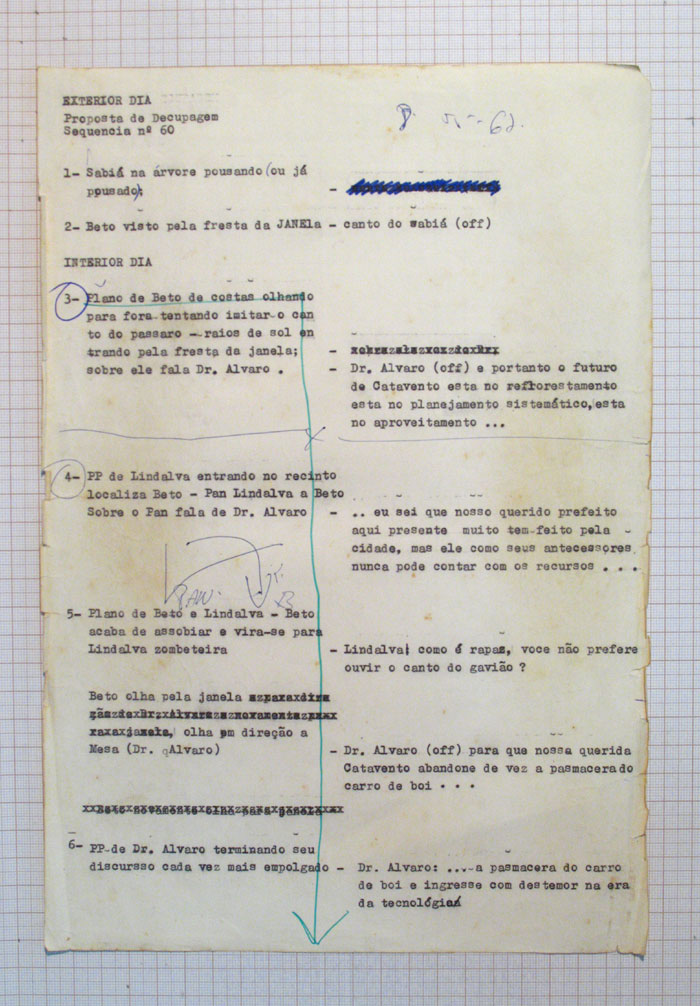 EXTERIOR DIA
Proposta de Decupagem
Sequencia nº 60
62.
1- Sabiá na árvore pousando (ou já
pousado);
-
2- Beto visto pela fresta da JANEla - canto do sabiá (off)
INTERIOR DIA
3- Plano de Beto de costas olhando
para fora tentando imitar o can
to do passaro - raios de sol en
trando pela fresta da janela;
sobre ele fala Dr. Alvaro .
-
- Dr. Alvaro (off) e portanto o futuro
de Catavento esta no reflorestamento
esta no planejamento sistemático, esta
no aproveitamento ...
4- PP de Lindalva entrando no recinto
localiza Beto - Pan Lindalva a Beto
Sobre o Pan fala de Dr. Alvaro
- .. eu sei que nosso querido prefeito
aqui presente muito tem feito pela
cidade, mas ele como seus antecessores
nunca pode contar com os recursos . . .
PAN.
5- Plano de Beto e Lindalva - Beto
acaba de assobiar e vira-se para
Lindalva zombeteira
- Lindalva: como é rapaz, voce não prefere
ouvir o canto do gavião ?
Beto olha pela janela
, olha em direção a
Mesa (Dr. Alvaro)
- Dr. Alvaro (off) para que nossa querida
Catavento abandone de vez a pasmacera do
carro de boi . . .
6- PP de Dr. Alvaro terminando seu
discursso cada vez mais empolgado
- Dr. Alvaro: ... a pasmacera do carro
de boi e ingresse com destemor na era
da tecnológia